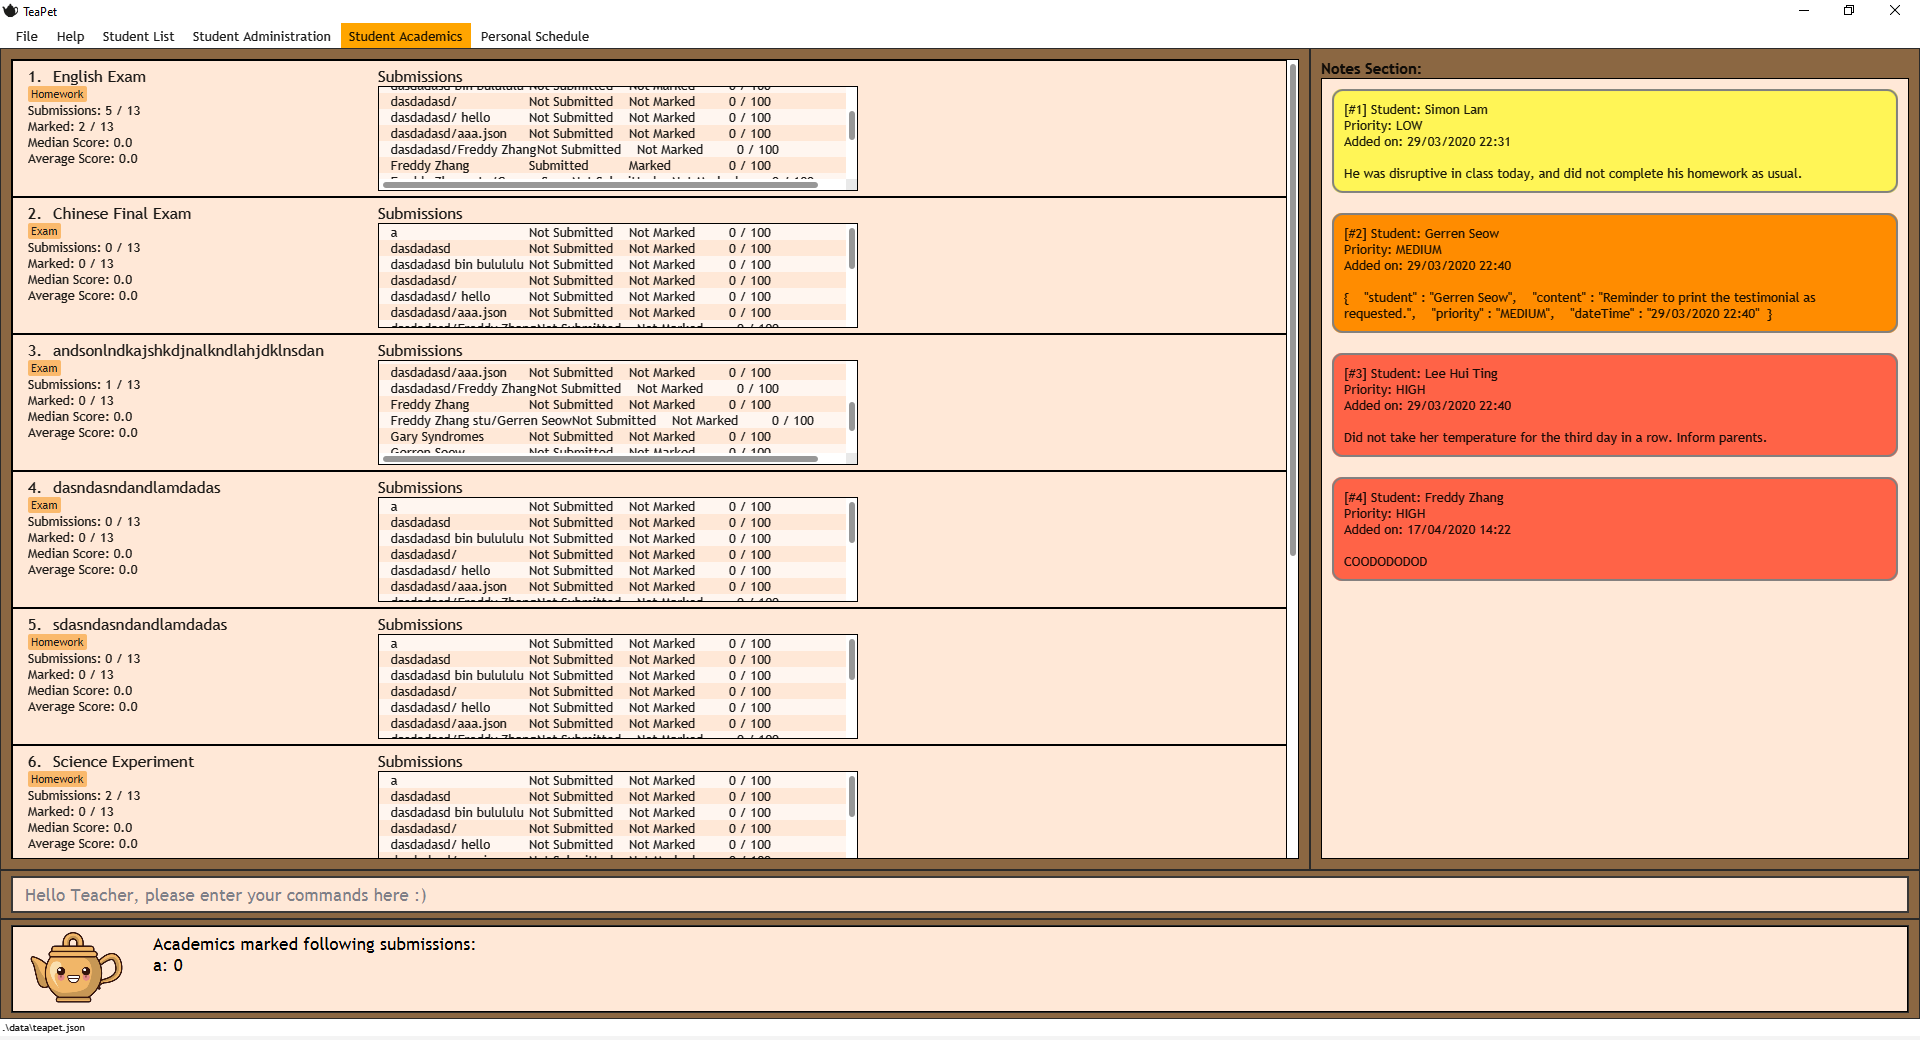 TeaPet
File Help Student List Student Administration Student Academics Personal Schedule
1. English Exam
Homework
Submissions: 5 / 13
Marked: 2 / 13
Median Score: 0.0
Average Score: 0.0
Submissions
dasdadasd bin bulululu Not Submitted Not Marked 0 / 100
dasdadasd/ Not Submitted Not Marked 0 / 100
dasdadasd/ hello Not Submitted Not Marked 0 / 100
dasdadasd/aaa.json Not Submitted Not Marked 0 / 100
dasdadasd/Freddy ZhangNot Submitted Not Marked 0 / 100
Freddy Zhang Submitted Marked 0 / 100
2. Chinese Final Exam
Exam
Submissions: 0 / 13
Marked: 0 / 13
Median Score: 0.0
Average Score: 0.0
Submissions
a Not Submitted Not Marked 0 / 100
dasdadasd Not Submitted Not Marked 0 / 100
dasdadasd bin bulululu Not Submitted Not Marked 0 / 100
dasdadasd/ Not Submitted Not Marked 0 / 100
dasdadasd/ hello Not Submitted Not Marked 0 / 100
dasdadasd/aaa.json Not Submitted Not Marked 0 / 100
3. andsonlndkajshkdjnalkndlahjdklnsdan
Exam
Submissions: 1 / 13
Marked: 0 / 13
Median Score: 0.0
Average Score: 0.0
Submissions
dasdadasd/aaa.json Not Submitted Not Marked 0 / 100
dasdadasd/Freddy ZhangNot Submitted Not Marked 0 / 100
Freddy Zhang Not Submitted Not Marked 0 / 100
Freddy Zhang stu/Gerren SeowNot Submitted Not Marked 0 / 100
Gary Syndromes Not Submitted Not Marked 0 / 100
Gerren Seow Not Submitted Not Marked 0 / 100
4. dasndasndandlamdadas
Exam
Submissions: 0 / 13
Marked: 0 / 13
Median Score: 0.0
Average Score: 0.0
Submissions
a Not Submitted Not Marked 0 / 100
dasdadasd Not Submitted Not Marked 0 / 100
dasdadasd bin bulululu Not Submitted Not Marked 0 / 100
dasdadasd/ Not Submitted Not Marked 0 / 100
dasdadasd/ hello Not Submitted Not Marked 0 / 100
dasdadasd/aaa.json Not Submitted Not Marked 0 / 100
5. sdasndasndandlamdadas
Homework
Submissions: 0 / 13
Marked: 0 / 13
Median Score: 0.0
Average Score: 0.0
Submissions
a Not Submitted Not Marked 0 / 100
dasdadasd Not Submitted Not Marked 0 / 100
dasdadasd bin bulululu Not Submitted Not Marked 0 / 100
dasdadasd/ Not Submitted Not Marked 0 / 100
dasdadasd/ hello Not Submitted Not Marked 0 / 100
dasdadasd/aaa.json Not Submitted Not Marked 0 / 100
6. Science Experiment
Homework
Submissions: 2 / 13
Marked: 0 / 13
Median Score: 0.0
Average Score: 0.0
Submissions
a Not Submitted Not Marked 0 / 100
dasdadasd Not Submitted Not Marked 0 / 100
dasdadasd bin bulululu Not Submitted Not Marked 0 / 100
dasdadasd/ Not Submitted Not Marked 0 / 100
dasdadasd/ hello Not Submitted Not Marked 0 / 100
Notes Section:
[#1] Student: Simon Lam
Priority: LOW
Added on: 29/03/2020 22:31
He was disruptive in class today, and did not complete his homework as usual.
[#2] Student: Gerren Seow
Priority: MEDIUM
Added on: 29/03/2020 22:40
{ "student" : "Gerren Seow", "content" : "Reminder to print the testimonial as
requested.", "priority" : "MEDIUM", "dateTime" : "29/03/2020 22:40" }
[#3] Student: Lee Hui Ting
Priority: HIGH
Added on: 29/03/2020 22:40
Did not take her temperature for the third day in a row. Inform parents.
[#4] Student: Freddy Zhang
Priority: HIGH
Added on: 17/04/2020 14:22
COODODODOD
Hello Teacher, please enter your commands here :)
Academics marked following submissions:
a: 0
.\data\teapet.json